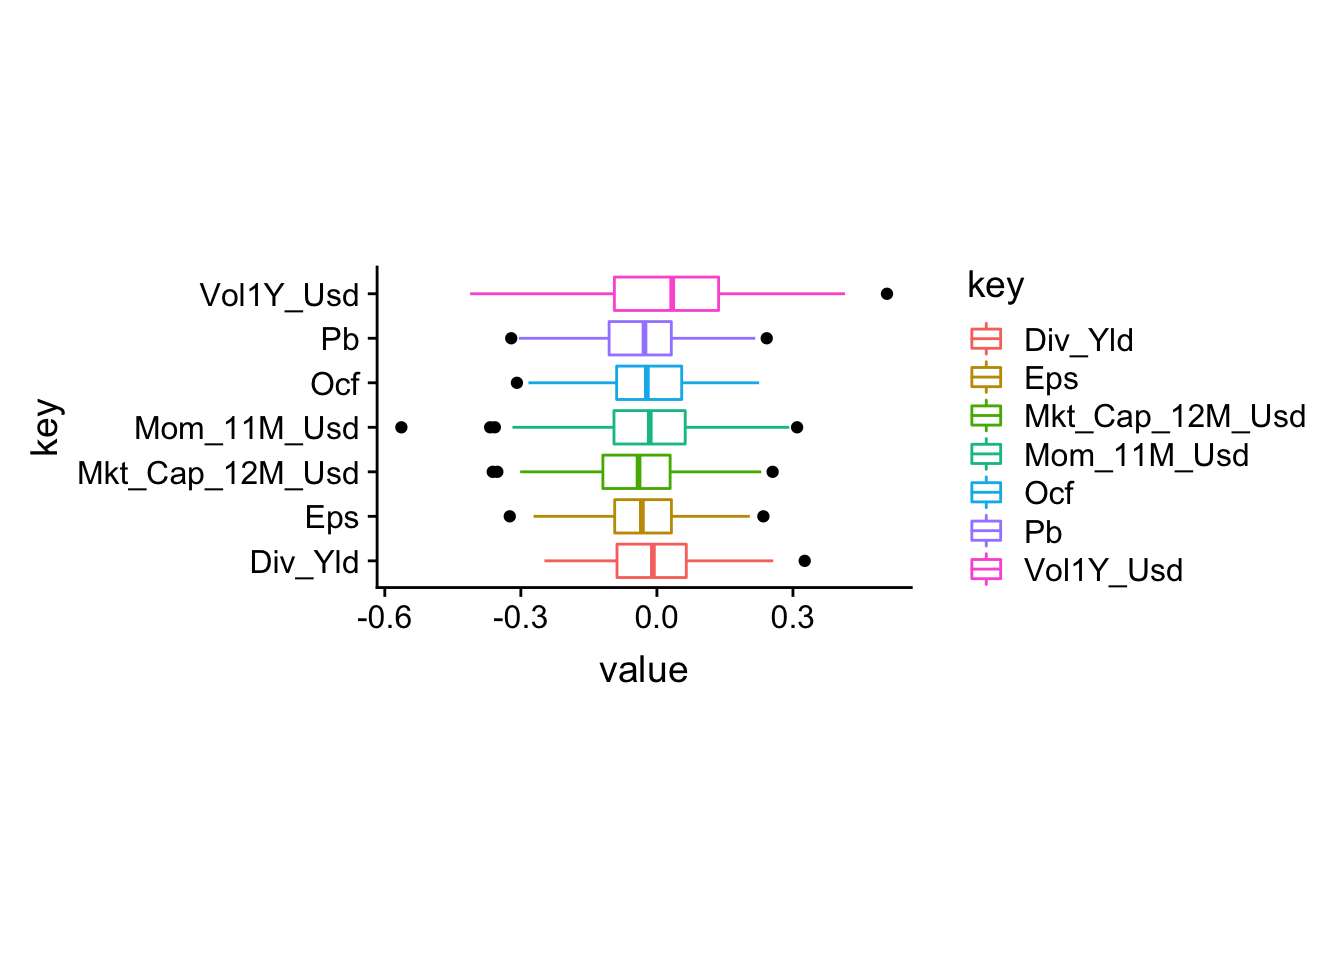 key
Vol1Y_Usd
Pb
Ocf
Mom_11M_Usd
Mkt_Cap_12M_Usd
Eps
Div_Yld
-0.6
-0.3
0.0
0.3
value
key
Div_Yld
Eps
Mkt_Cap_12M_Usd
Mom_11M_Usd
Ocf
Pb
Vol1Y_Usd